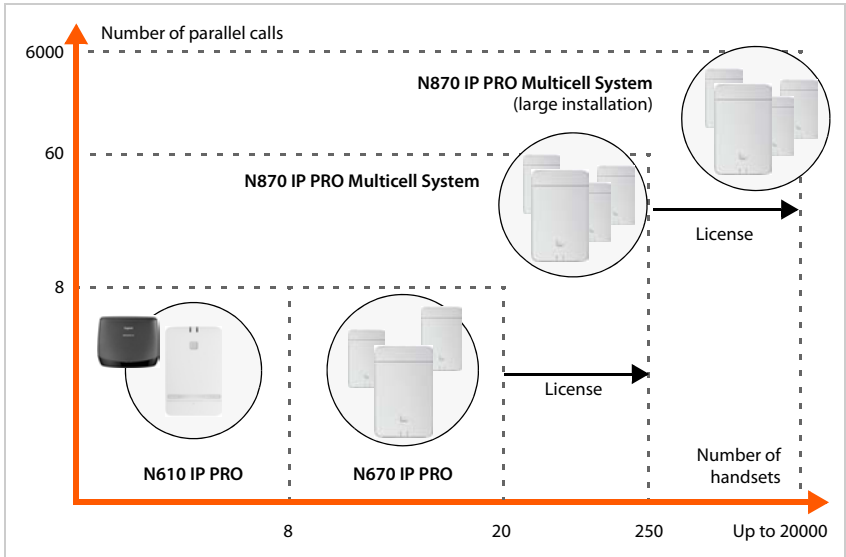 Number of parallel calls
6000
N870 IP PRO Multicell System
(large installation)
60
N870 IP PRO Multicell System
License
8
License
N610 IP PRO
N670 IP PRO
Number of
handsets
8
20
250
Up to 20000